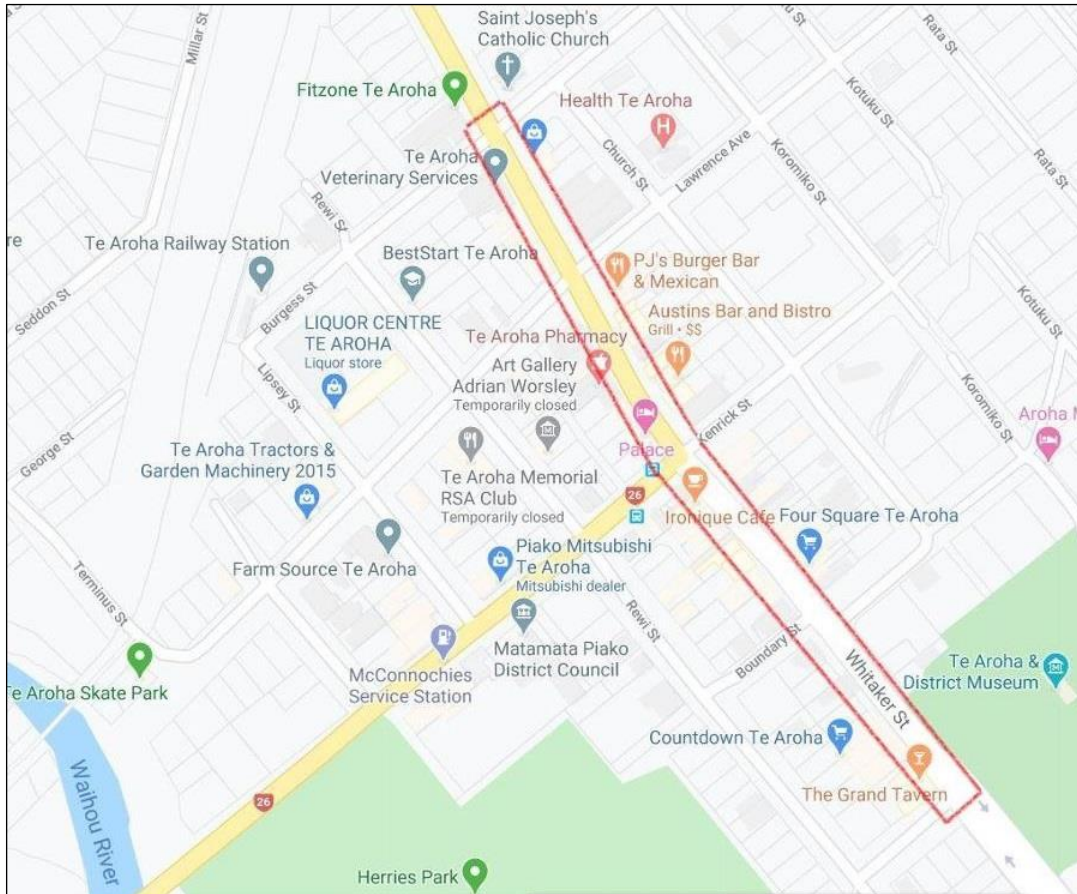 Saint Joseph's
Catholic Church
Millar St
Rata St
Kotuku St
Rata St
Fitzone Te Aroha
Health Te Aroha
Koromiko St
Te Aroha
Veterinary Services
Church St
Lawrence Ave
Rewi St
re
Te Aroha Railway Station
BestStart Te Aroha
PJ's Burger Bar
& Mexican
Seddon St
Burgess St
Austins Bar and Bistro
Grill • $$
Kotuku St
LIQUOR CENTRE
TE AROHA
Liquor store
Te Aroha Pharmacy
Art Gallery
Adrian Worsley
Temporarily closed
Lipsey St
Koromiko St
Kenrick St
Aroha M
George St
Palace
Te Aroha Tractors &
Garden Machinery 2015
Te Aroha Memorial
RSA Club
Temporarily closed
26
Ironique Cafe
Four Square Te Aroha
Farm Source Te Aroha
Piako Mitsubishi
Te Aroha
Mitsubishi dealer
Terminus St
Rewi St
Boundary St
Matamata Piako
District Council
McConnochies
Service Station
Te Aroha Skate Park
Whitaker St
Te Aroha &
District Museum
Countdown Te Aroha
Waihou River
26
The Grand Tavern
Herries Park